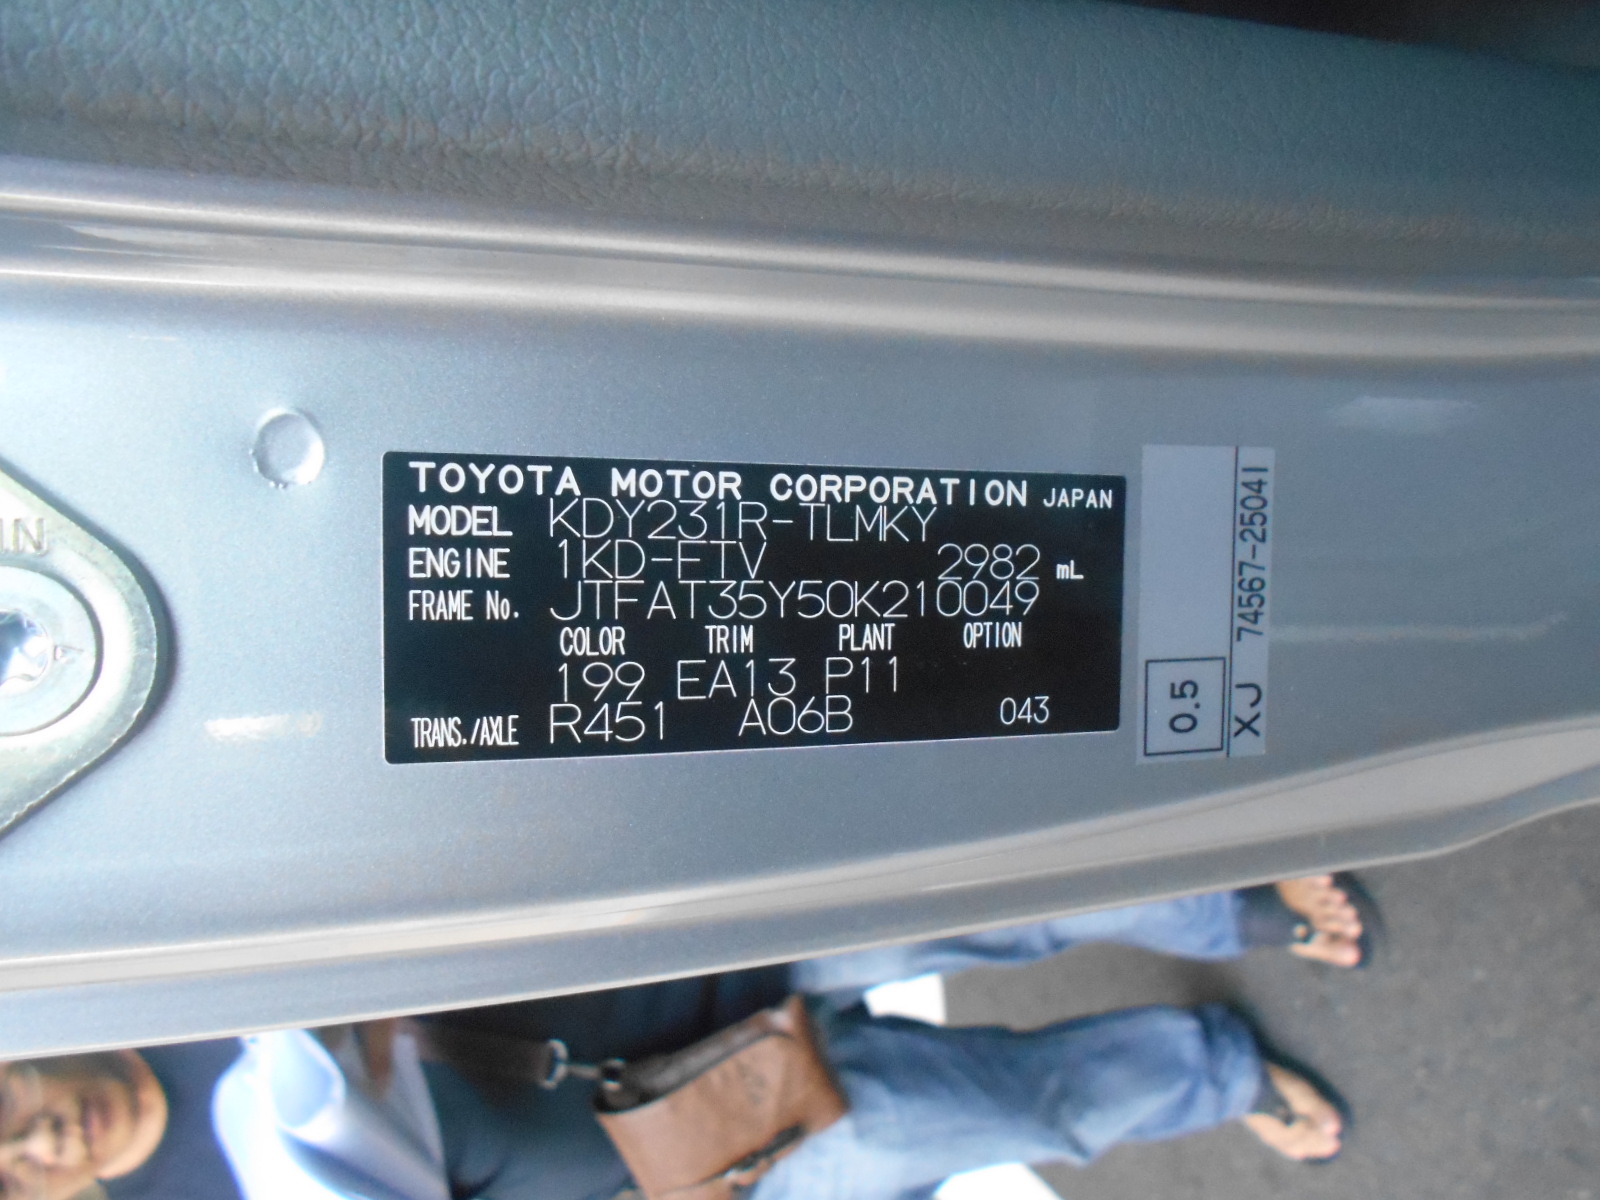 TOYOTA MOTOR CORPORATION JAPAN
MODEL KDY231R-TLMKY
ENGINE 1KD-FTV 2982 mL
FRAME No. JTFAT35Y50K210049
COLOR TRIM PLANT OPTION
199 EA13 P11
TRANS./AXLE R451 A06B 043
0.5
XJ 74567-25041
IN